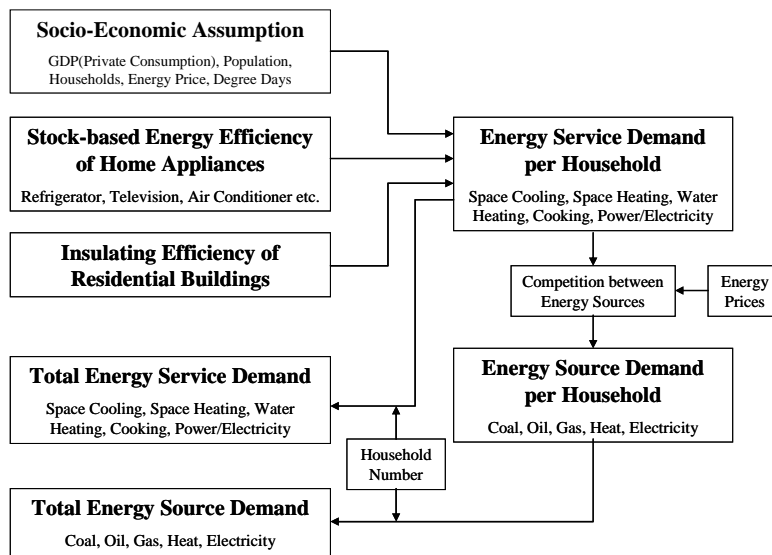 Socio-Economic Assumption
GDP(Private Consumption), Population,
Households, Energy Price, Degree Days
Stock-based Energy Efficiency
of Home Appliances
Refrigerator, Television, Air Conditioner etc.
Insulating Efficiency of
Residential Buildings
Energy Service Demand
per Household
Space Cooling, Space Heating, Water
Heating, Cooking, Power/Electricity
Competition between
Energy Sources
Energy
Prices
Energy Source Demand
per Household
Coal, Oil, Gas, Heat, Electricity
Total Energy Service Demand
Space Cooling, Space Heating, Water
Heating, Cooking, Power/Electricity
Household
Number
Total Energy Source Demand
Coal, Oil, Gas, Heat, Electricity